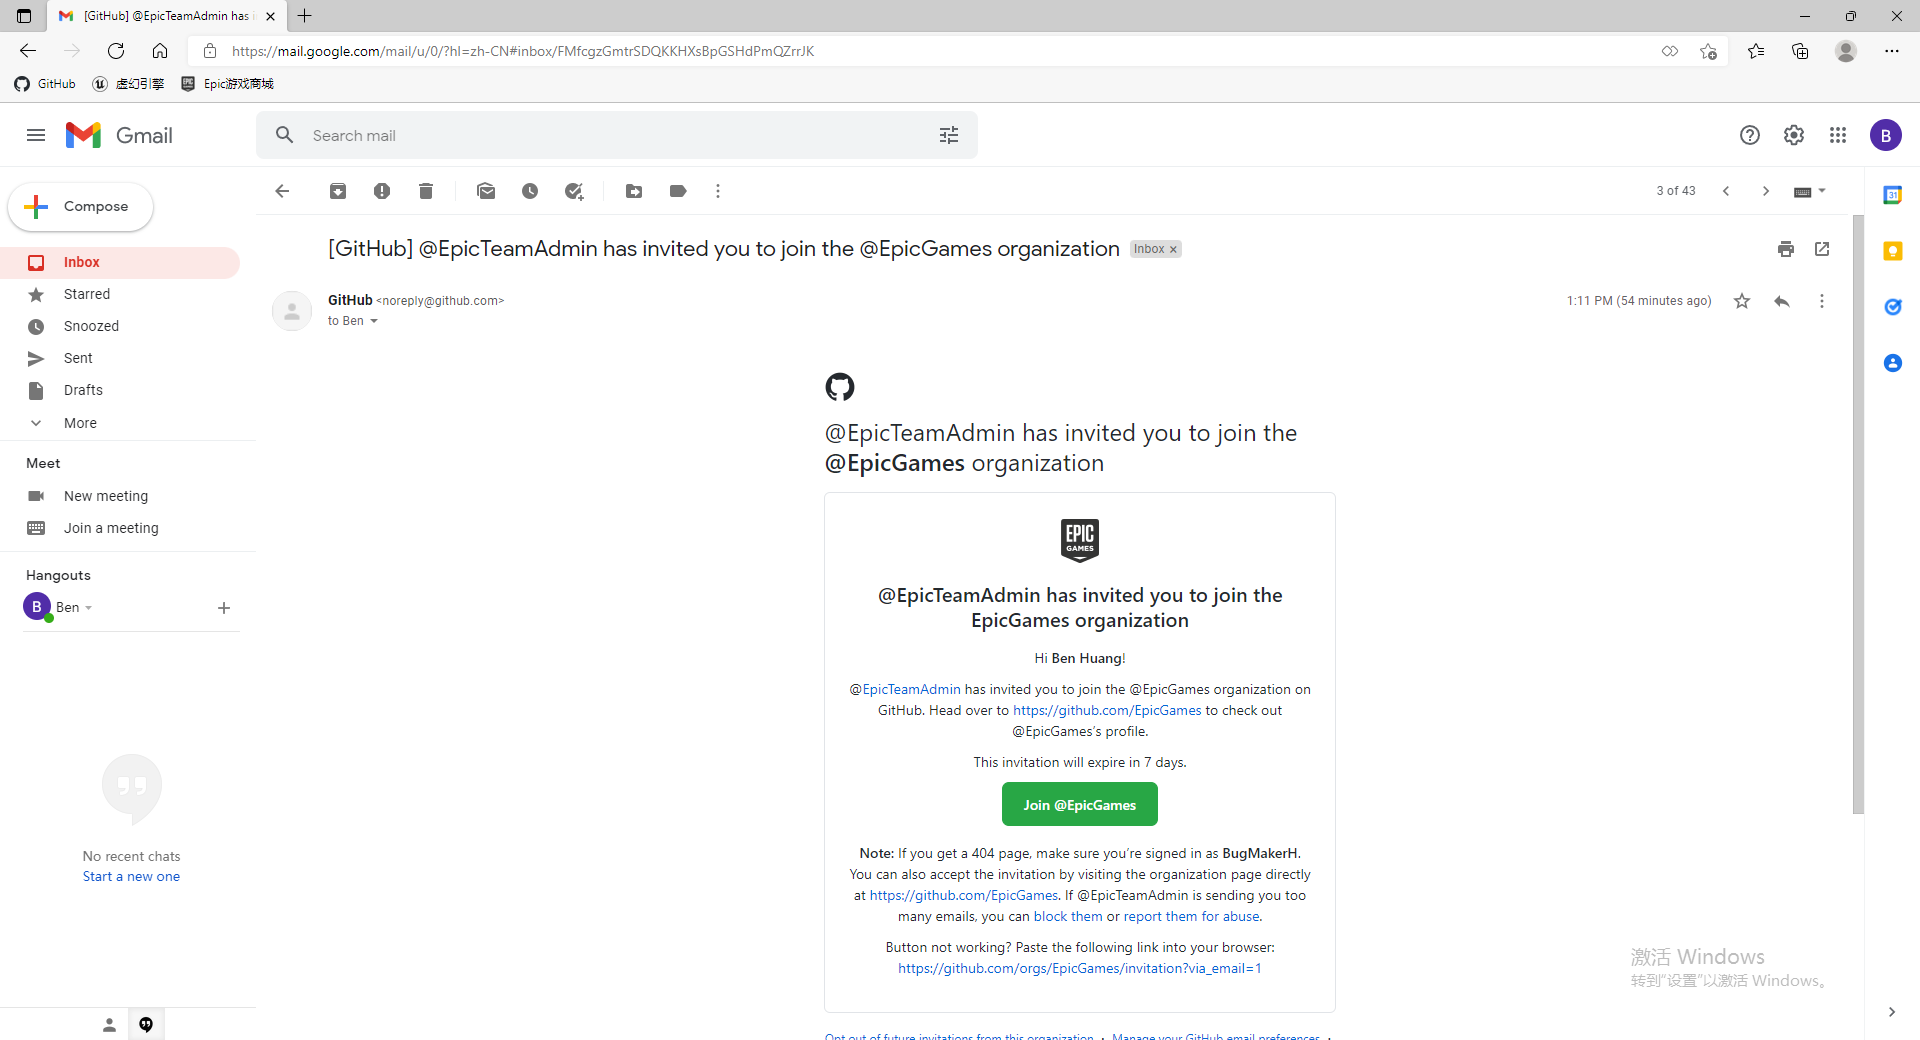 [GitHub] @EpicTeamAdmin has i
https://mail.google.com/mail/u/0/?hl=zh-CN#inbox/FMfcgzGmtrSDQKKHXsBpGSHdPmQZrrJK
GitHub 虚幻引擎 Epic游戏商城
Gmail
Search mail
B
Compose
3 of 43
31
[GitHub] @EpicTeamAdmin has invited you to join the @EpicGames organization Inbox ×
Inbox
Starred
Snoozed
Sent
Drafts
More
Meet
New meeting
Join a meeting
Hangouts
B Ben
No recent chats
Start a new one
GitHub <noreply@github.com>
1:11 PM (54 minutes ago)
to Ben
@EpicTeamAdmin has invited you to join the
@EpicGames organization
EPIC
GAMES
@EpicTeamAdmin has invited you to join the
EpicGames organization
Hi Ben Huang!
@EpicTeamAdmin has invited you to join the @EpicGames organization on
GitHub. Head over to https://github.com/EpicGames to check out
@EpicGames's profile.
This invitation will expire in 7 days.
Join @EpicGames
Note: If you get a 404 page, make sure you're signed in as BugMakerH.
You can also accept the invitation by visiting the organization page directly
at https://github.com/EpicGames. If @EpicTeamAdmin is sending you too
many emails, you can block them or report them for abuse.
Button not working? Paste the following link into your browser:
https://github.com/orgs/EpicGames/invitation?via_email=1
Opt out of future invitations from this organization · Manage your GitHub email preferences ·
激活 Windows
转到"设置"以激活 Windows。